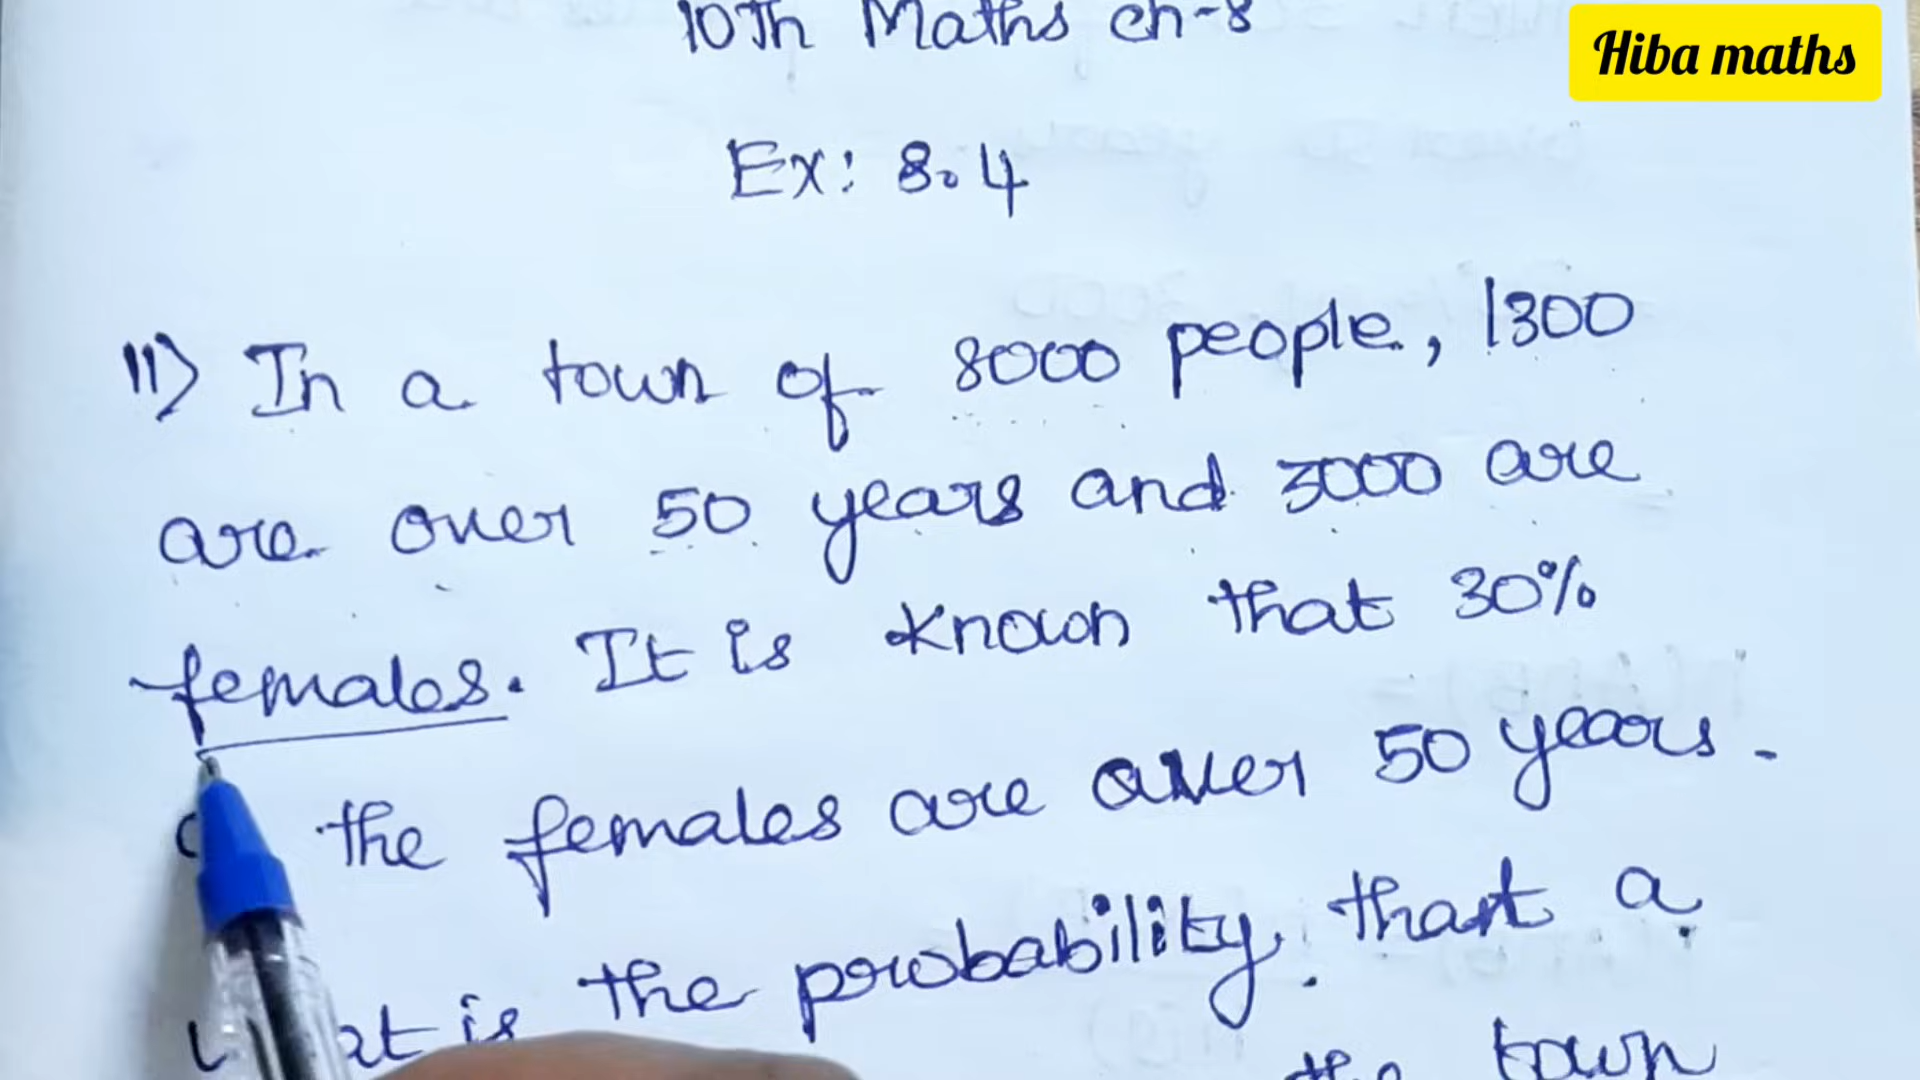 10Th Maths ch-8
Hiba maths
Ex: 8.4
11) In a town of 8000 people, 1300
are over 50 years and 3000 are
females. It is known that 30%
the females are over 50 years.
is the probability that a
the town